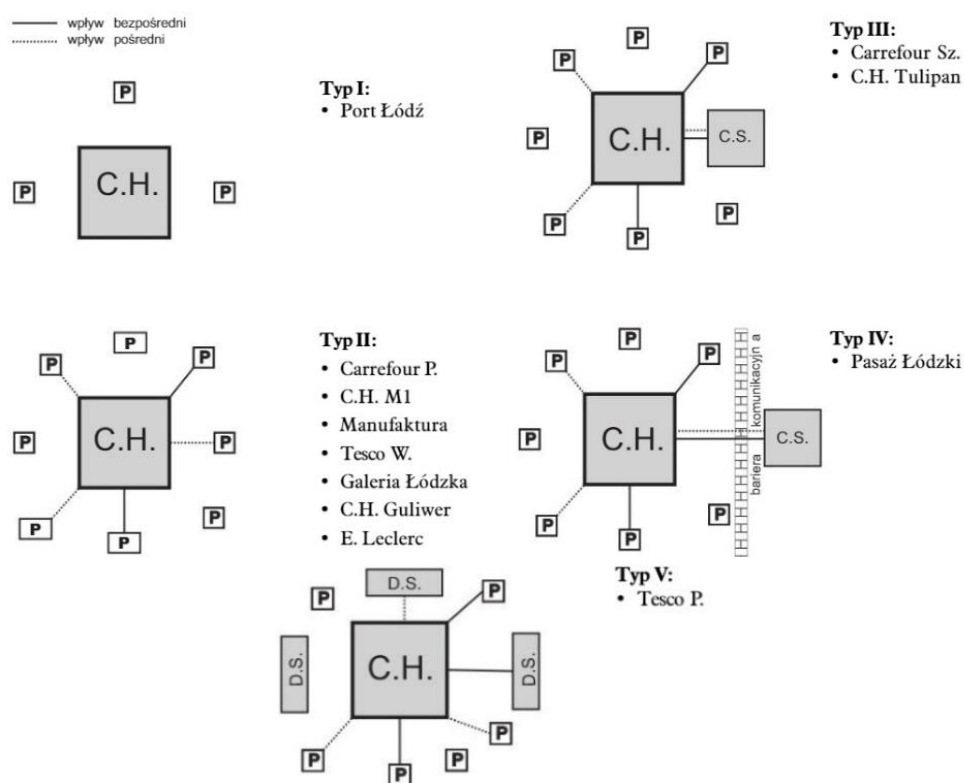 wpływ bezpośredni
wpływ pośredni
P
C.H.
P
P
Typ I:
• Port Łódź
P
P
P
P
C.H.
C.S.
P
P
P
Typ III:
• Carrefour Sz.
• C.H. Tulipan
P
P
P
P
C.H.
P
P
P
P
Typ II:
• Carrefour P.
• C.H. M1
• Manufaktura
• Tesco W.
• Galeria Łódzka
• C.H. Guliwer
• E. Leclerc
P
P
P
P
C.H.
C.S.
P
P
P
bariera komunikacyjn a
Typ IV:
• Pasaż Łódzki
D.S.
P
P
D.S.
C.H.
D.S.
P
P
P
P
Typ V:
• Tesco P.